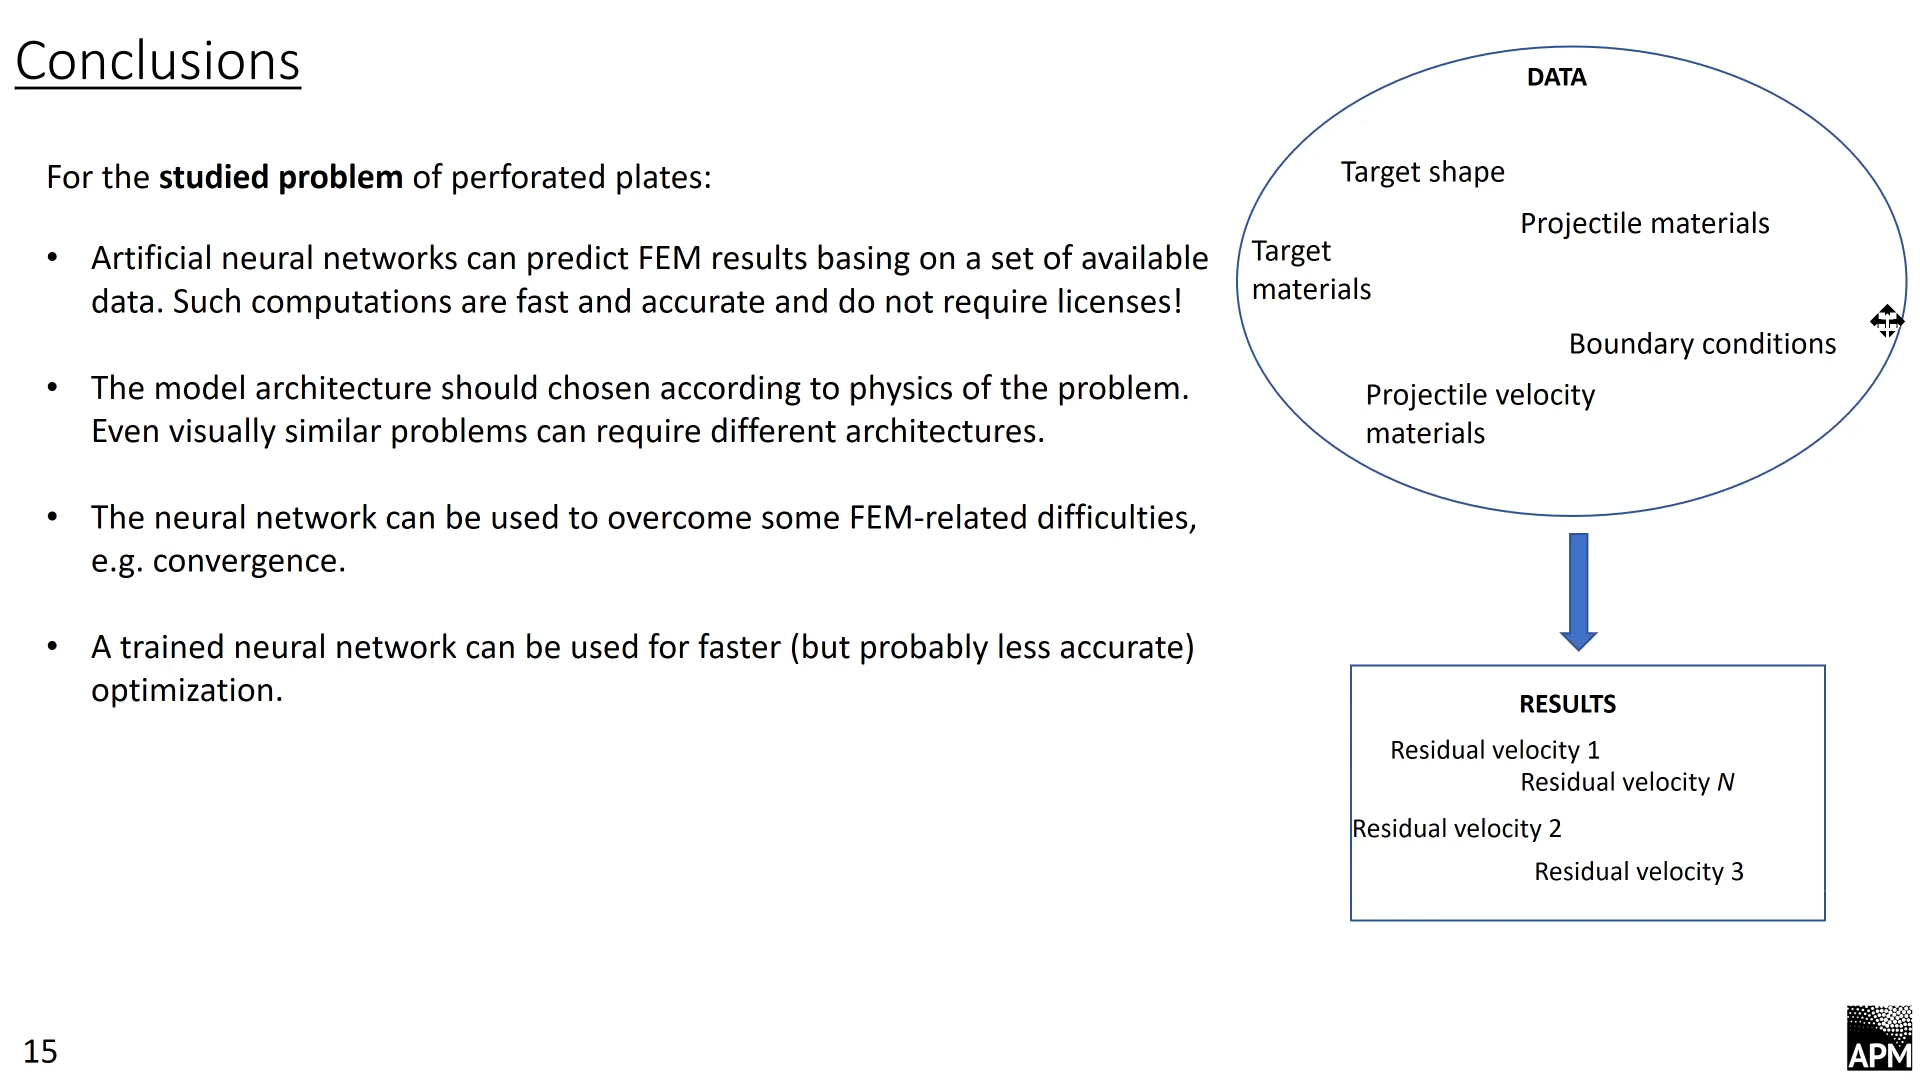 Conclusions
For the studied problem of perforated plates:
• Artificial neural networks can predict FEM results basing on a set of available
data. Such computations are fast and accurate and do not require licenses!
• The model architecture should chosen according to physics of the problem.
Even visually similar problems can require different architectures.
• The neural network can be used to overcome some FEM-related difficulties,
e.g. convergence.
• A trained neural network can be used for faster (but probably less accurate)
optimization.
DATA
Target shape
Projectile materials
Target
materials
Boundary conditions
Projectile velocity
materials
RESULTS
Residual velocity 1
Residual velocity N
Residual velocity 2
Residual velocity 3
15
APM